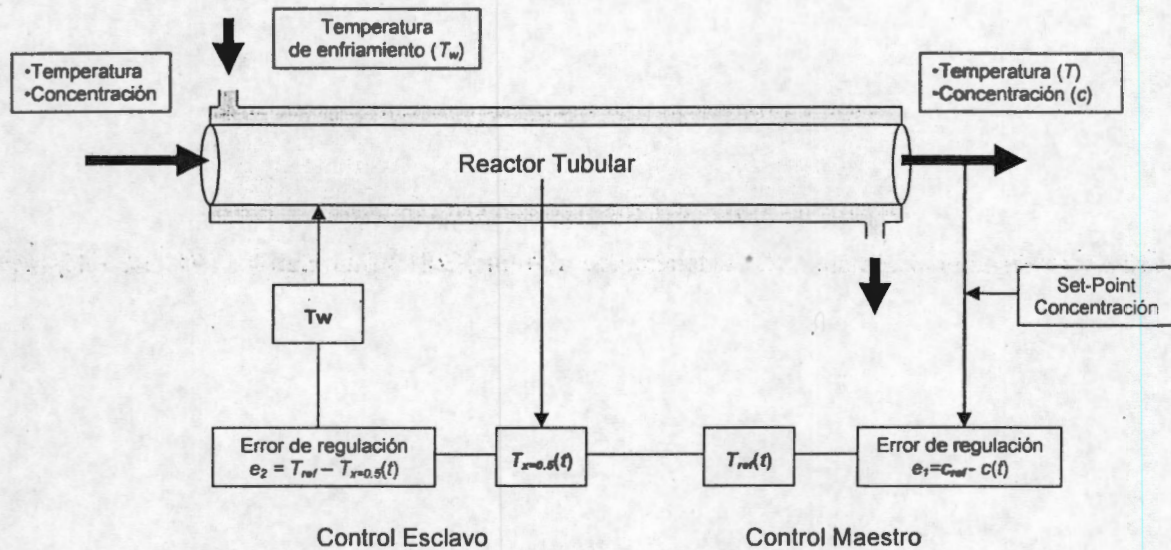 Temperatura
de enfriamiento (Tw)
•Temperatura
•Concentración
•Temperatura (T)
•Concentración (c)
Reactor Tubular
Set-Point
Concentración
Tw
Error de regulación
e2 = Tref – Tx=0.5(t)
Tx=0.5(t)
Tref(t)
Error de regulación
e1=cref- c(t)
Control Esclavo
Control Maestro